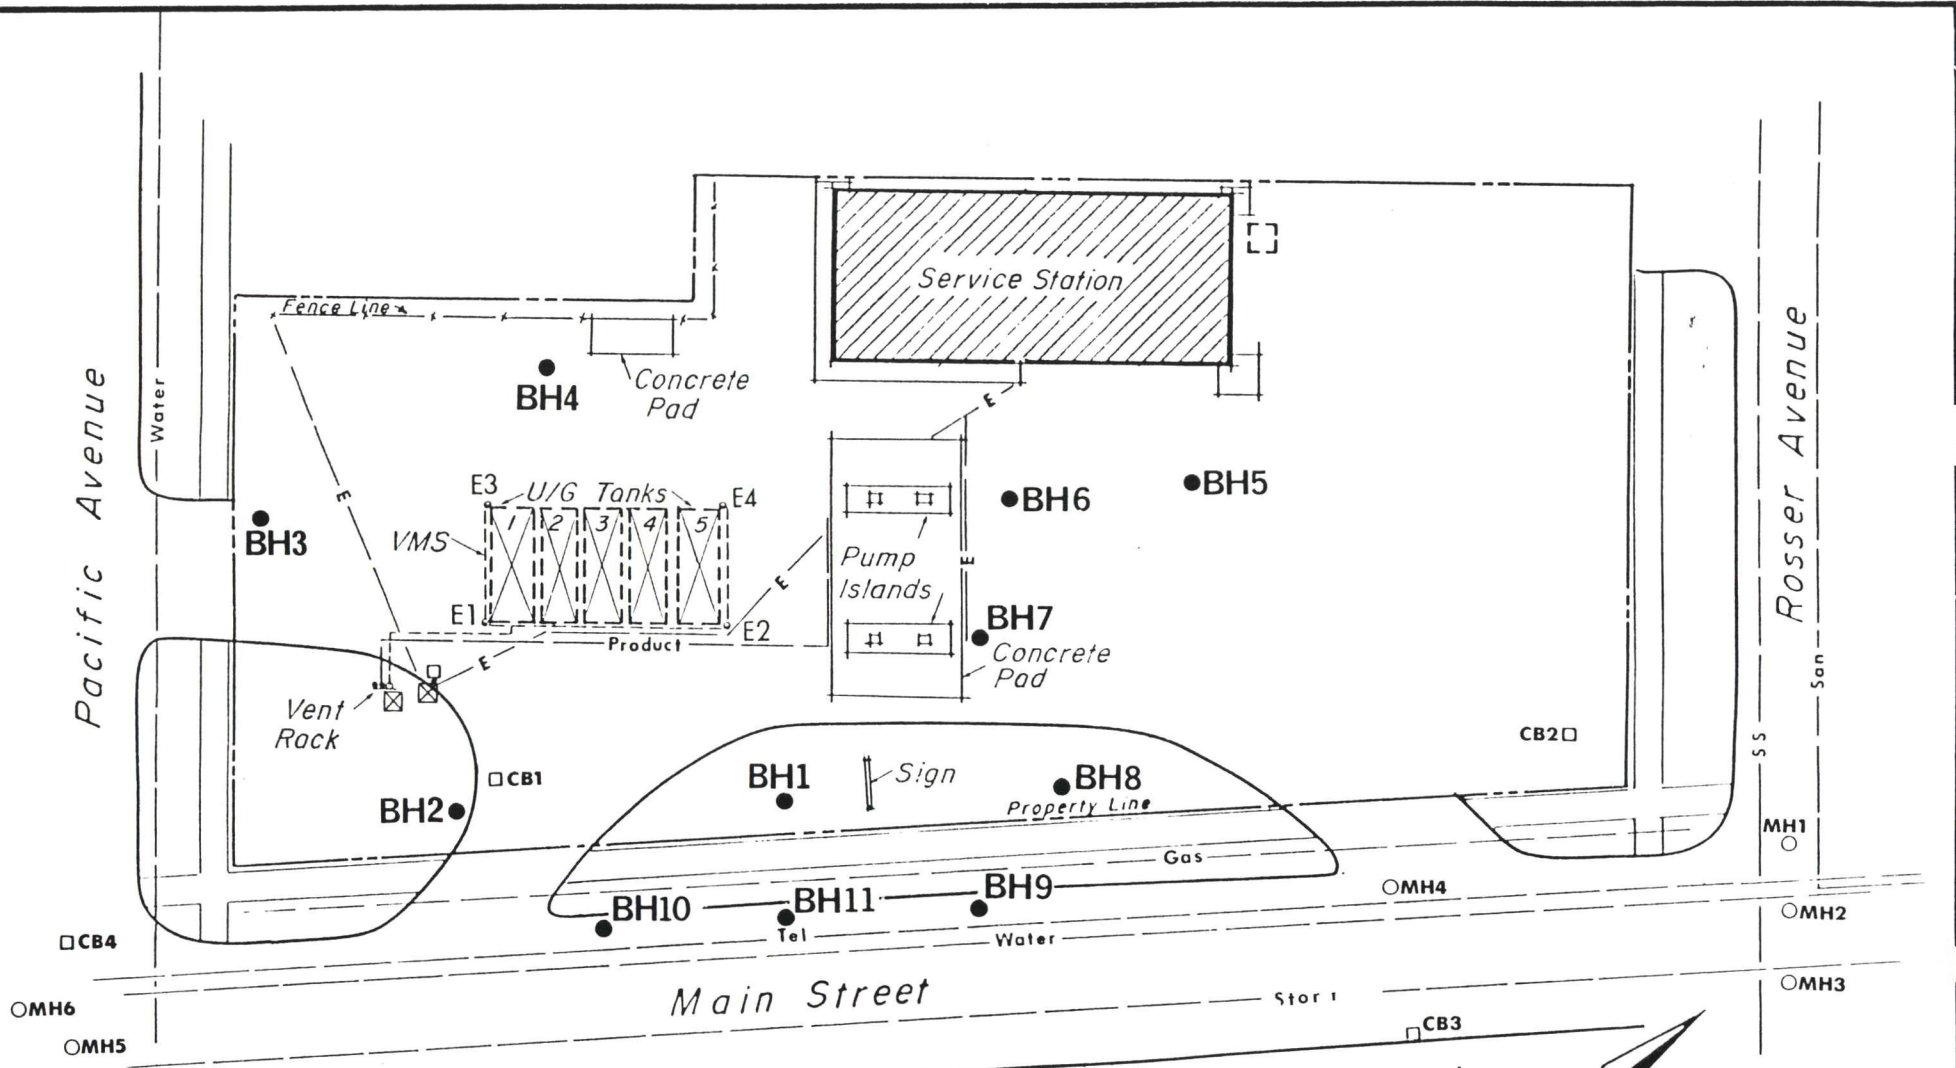 Service Station
Fence Line
Concrete
Pad
BH4
Water
Pacific Avenue
Rosser Avenue
BH5
BH6
E3
U/G Tanks
E4
1 2 3 4 5
E
BH3
VMS
Pump
Islands
E
E
E
E1
E2
BH7
Product
E
Concrete
Pad
San
Vent
Rack
CB2
SS
CB1
BH1
Sign
BH8
BH2
Property Line
MH1
Gas
MH4
BH9
BH10
BH11
MH2
Tel
Water
CB4
Main Street
MH3
MH6
CB3
MH5